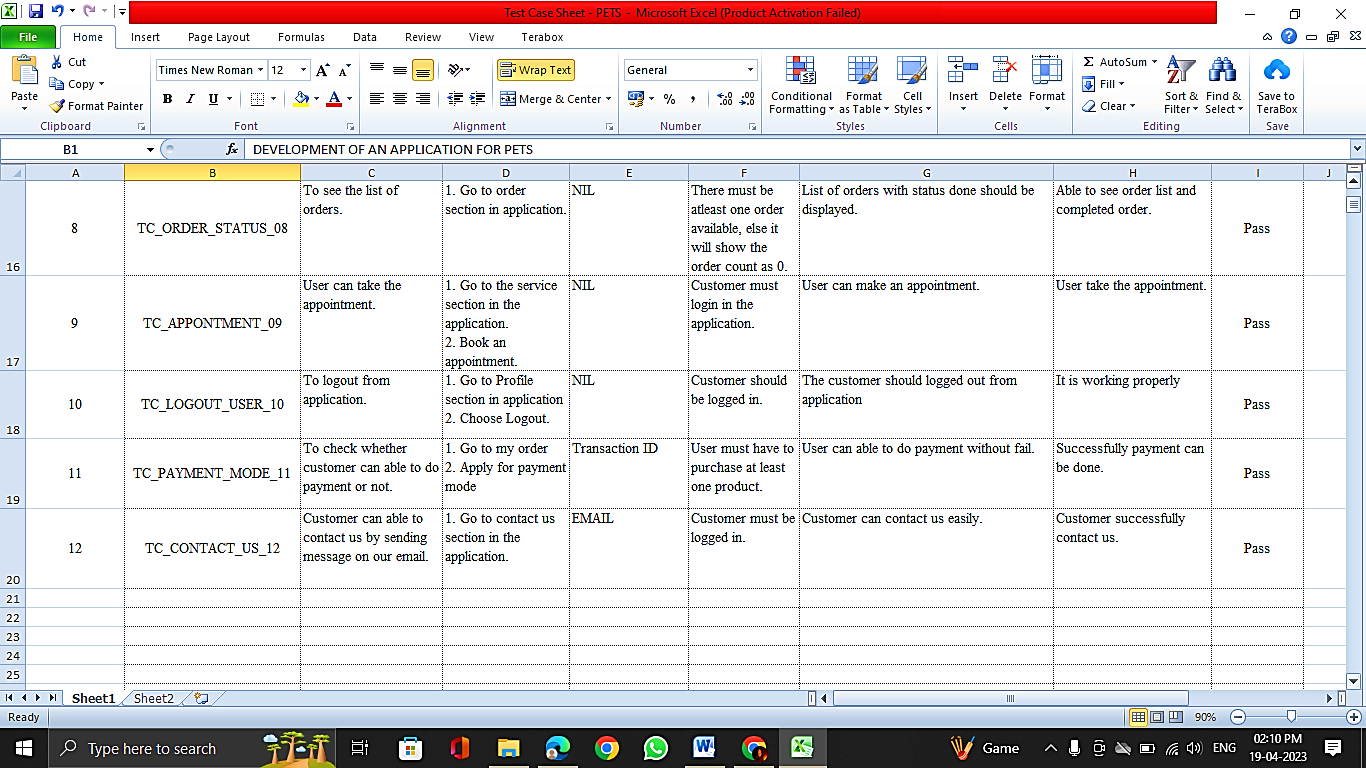 Test Case Sheet - PETS - Microsoft Excel (Product Activation Failed)
File Home Insert Page Layout Formulas Data Review View Terabox
Paste
Cut
Copy
Format Painter
Clipboard
Times New Roman 12
B I U
Font
Wrap Text
Merge & Center
Alignment
General
% ,
Number
Conditional Formatting
Format as Table
Cell Styles
Styles
Insert Delete Format
Cells
AutoSum
Fill
Clear
Sort & Filter
Find & Select
Editing
Save to TeraBox
Save
B1 fx DEVELOPMENT OF AN APPLICATION FOR PETS
A B C D E F G H I J
16
8
TC_ORDER_STATUS_08
To see the list of
orders.
1. Go to order
section in application.
NIL
There must be
atleast one order
available, else it
will show the
order count as 0.
List of orders with status done should be
displayed.
Able to see order list and
completed order.
Pass
17
9
TC_APPONTMENT_09
User can take the
appointment.
1. Go to the service
section in the
application.
2. Book an
appointment.
NIL
Customer must
login in the
application.
User can make an appointment.
User take the appointment.
Pass
18
10
TC_LOGOUT_USER_10
To logout from
application.
1. Go to Profile
section in application
2. Choose Logout.
NIL
Customer should
be logged in.
The customer should logged out from
application
It is working properly
Pass
19
11
TC_PAYMENT_MODE_11
To check whether
customer can able to do
payment or not.
1. Go to my order
2. Apply for payment
mode
Transaction ID
User must have to
purchase at least
one product.
User can able to do payment without fail.
Successfully payment can
be done.
Pass
20
12
TC_CONTACT_US_12
Customer can able to
contact us by sending
message on our email.
1. Go to contact us
section in the
application.
EMAIL
Customer must be
logged in.
Customer can contact us easily.
Customer successfully
contact us.
Pass
21
22
23
24
25
Sheet1 Sheet2
Ready 90%
Type here to search
Game
ENG
02:10 PM
19-04-2023